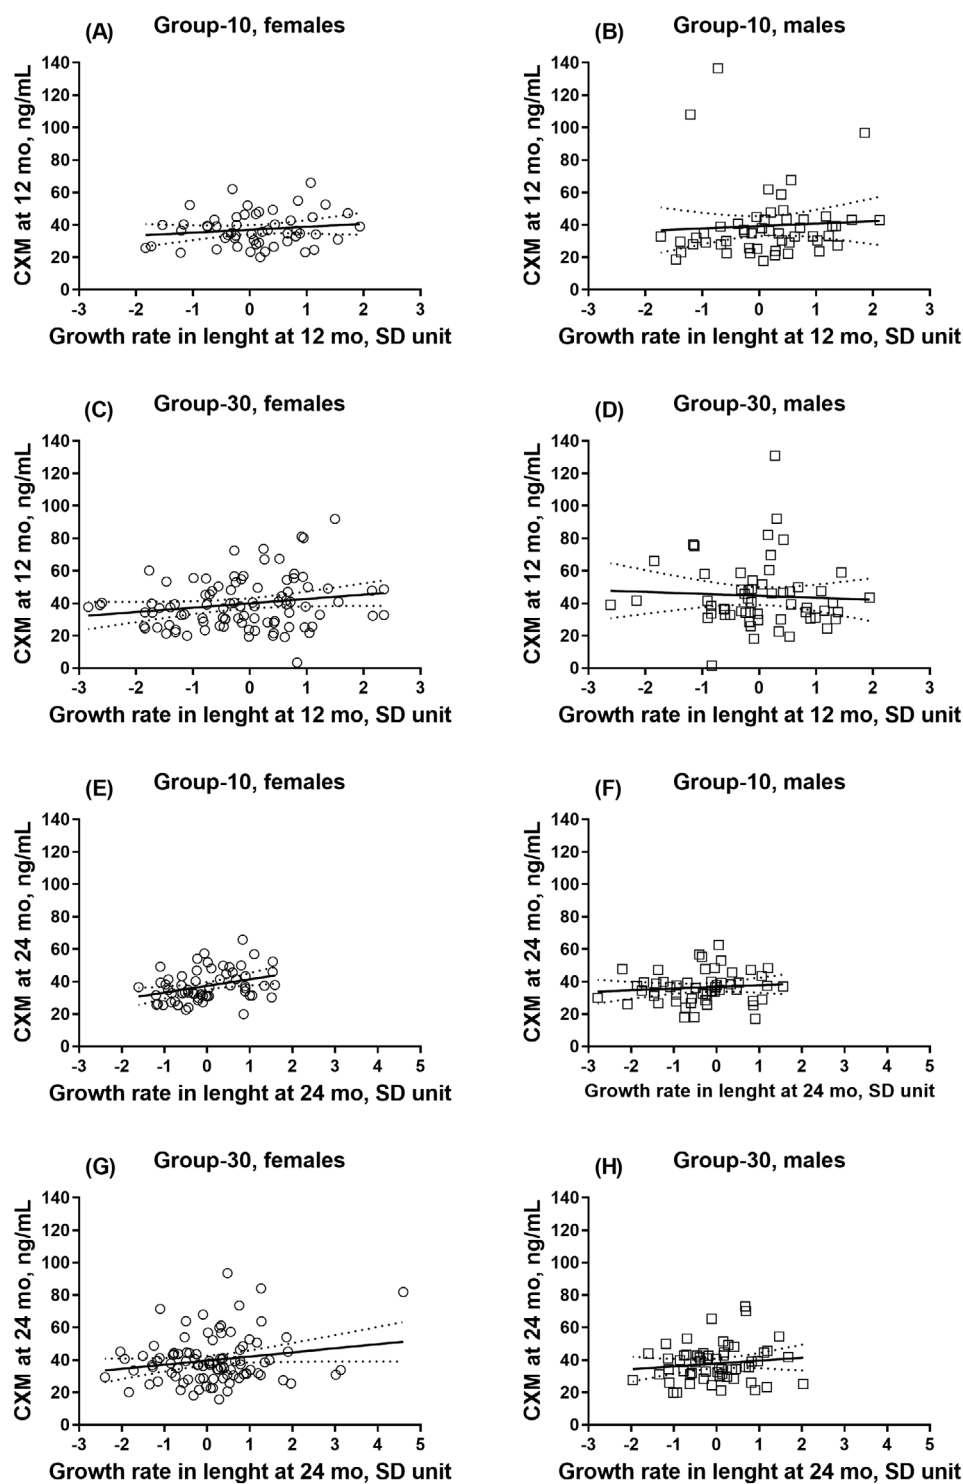 (A) Group-10, females
CXM at 12 mo, ng/mL
140
120
100
80
60
40
20
0
-3 -2 -1 0 1 2 3
Growth rate in lenght at 12 mo, SD unit
(B) Group-10, males
CXM at 12 mo, ng/mL
140
120
100
80
60
40
20
0
-3 -2 -1 0 1 2 3
Growth rate in lenght at 12 mo, SD unit
(C) Group-30, females
CXM at 12 mo, ng/mL
140
120
100
80
60
40
20
0
-3 -2 -1 0 1 2 3
Growth rate in lenght at 12 mo, SD unit
(D) Group-30, males
CXM at 12 mo, ng/mL
140
120
100
80
60
40
20
0
-3 -2 -1 0 1 2 3
Growth rate in lenght at 12 mo, SD unit
(E) Group-10, females
CXM at 24 mo, ng/mL
140
120
100
80
60
40
20
0
-3 -2 -1 0 1 2 3 4 5
Growth rate in lenght at 24 mo, SD unit
(F) Group-10, males
CXM at 24 mo, ng/mL
140
120
100
80
60
40
20
0
-3 -2 -1 0 1 2 3 4 5
Growth rate in lenght at 24 mo, SD unit
(G) Group-30, females
CXM at 24 mo, ng/mL
140
120
100
80
60
40
20
0
-3 -2 -1 0 1 2 3 4 5
Growth rate in lenght at 24 mo, SD unit
(H) Group-30, males
CXM at 24 mo, ng/mL
140
120
100
80
60
40
20
0
-3 -2 -1 0 1 2 3 4 5
Growth rate in lenght at 24 mo, SD unit